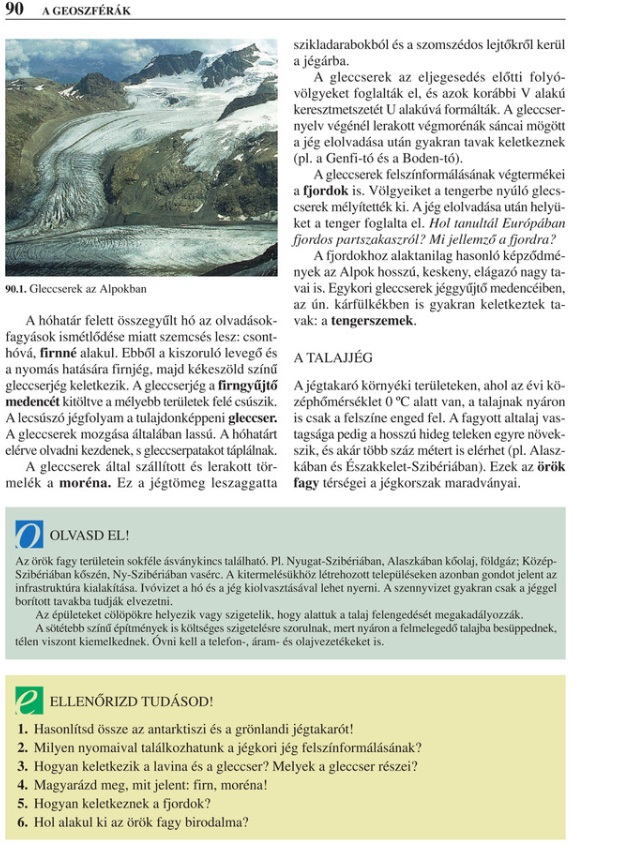 90 A GEOSZFÉRÁK
90.1. Gleccserek az Alpokban
A hóhatár felett összegyűlt hó az olvadások-
fagyások ismétlődése miatt szemcsés lesz: csont-
hóvá, firnné alakul. Ebből a kiszoruló levegő és
a nyomás hatására firnjég, majd kékeszöld színű
gleccserjég keletkezik. A gleccserjég a firngyűjtő
medencét kitöltve a mélyebb területek felé csúszik.
A lecsúszó jégfolyam a tulajdonképpeni gleccser.
A gleccserek mozgása általában lassú. A hóhatárt
elérve olvadni kezdenek, s gleccserpatakot táplálnak.
A gleccserek által szállított és lerakott tör-
melék a moréna. Ez a jégtömeg leszaggatta
szikladarabokból és a szomszédos lejtőkről kerül
a jégárba.
A gleccserek az eljegesedés előtti folyó-
völgyeket foglalták el, és azok korábbi V alakú
keresztmetszetét U alakúvá formálták. A gleccser-
nyelv végénél lerakott végmorénák sáncai mögött
a jég elolvadása után gyakran tavak keletkeznek
(pl. a Genfi-tó és a Boden-tó).
A gleccserek felszínformálásának végtermékei
a fjordok is. Völgyeiket a tengerbe nyúló glecs-
cserek mélyítették ki. A jég elolvadása után helyü-
ket a tenger foglalta el. Hol tanultál Európában
fjordos partszakaszról? Mi jellemző a fjordra?
A fjordokhoz alaktanilag hasonló képződmé-
nyek az Alpok hosszú, keskeny, elágazó nagy ta-
vai is. Egykori gleccserek jéggyűjtő medencéiben,
az ún. kárfülkékben is gyakran keletkeztek ta-
vak: a tengerszemek.
A TALAJJÉG
A jégtakaró környéki területeken, ahol az évi kö-
zéphőmérséklet 0 ºC alatt van, a talajnak nyáron
is csak a felszíne enged fel. A fagyott altalaj vas-
tagsága pedig a hosszú hideg teleken egyre növek-
szik, és akár több száz métert is elérhet (pl. Alasz-
kában és Északkelet-Szibériában). Ezek az örök
fagy térségei a jégkorszak maradványai.
O OLVASD EL!
Az örök fagy területein sokféle ásványkincs található. Pl. Nyugat-Szibériában, Alaszkában kőolaj, földgáz; Közép-
Szibériában kőszén, Ny-Szibériában vasérc. A kitermelésükhöz létrehozott településeken azonban gondot jelent az
infrastruktúra kialakítása. Ivóvizet a hó és a jég kiolvasztásával lehet nyerni. A szennyvizet gyakran csak a jéggel
borított tavakba tudják elvezetni.
Az épületeket cölöpökre helyezik vagy szigetelik, hogy alattuk a talaj felengedését megakadályozzák.
A sötétebb színű építmények is költséges szigetelésre szorulnak, mert nyáron a felmelegedő talajba besüppednek,
télen viszont kiemelkednek. Óvni kell a telefon-, áram- és olajvezetékeket is.
e ELLENŐRIZD TUDÁSOD!
1. Hasonlítsd össze az antarktiszi és a grönlandi jégtakarót!
2. Milyen nyomaival találkozhatunk a jégkori jég felszínformálásának?
3. Hogyan keletkezik a lavina és a gleccser? Melyek a gleccser részei?
4. Magyarázd meg, mit jelent: firn, moréna!
5. Hogyan keletkeznek a fjordok?
6. Hol alakul ki az örök fagy birodalma?